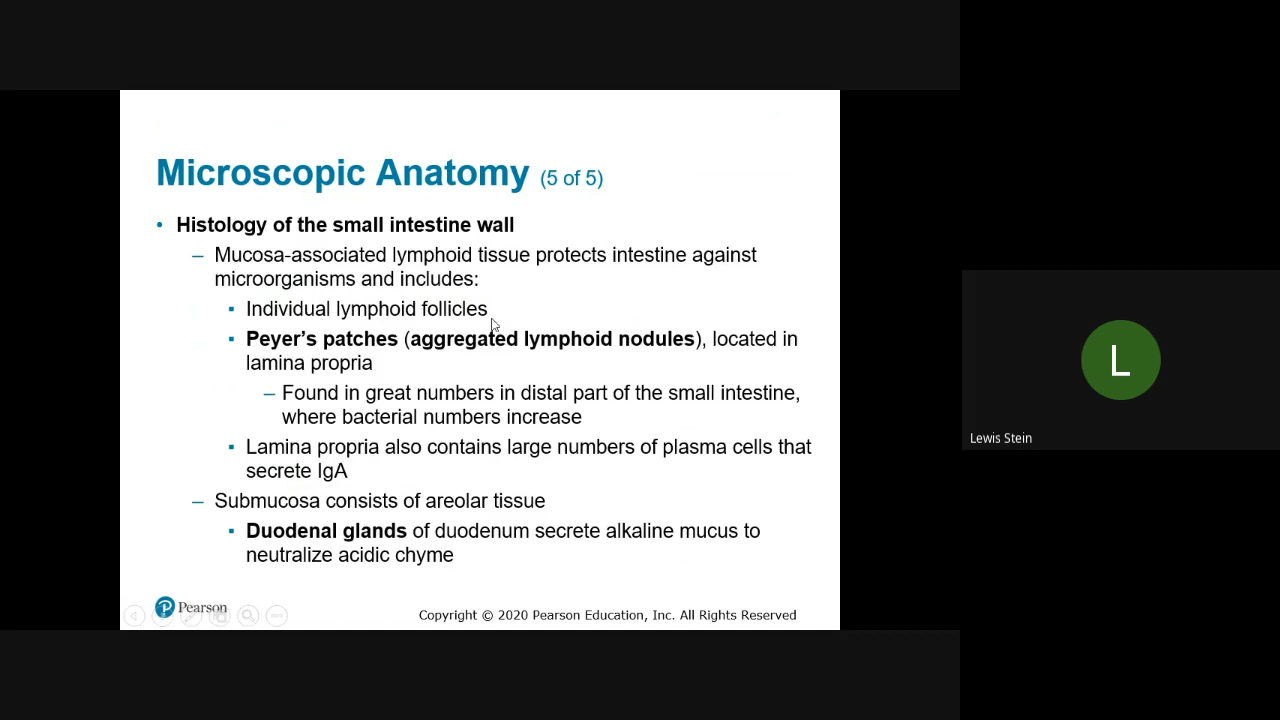 Microscopic Anatomy (5 of 5)
• Histology of the small intestine wall
– Mucosa-associated lymphoid tissue protects intestine against
microorganisms and includes:
▪ Individual lymphoid follicles
▪ Peyer’s patches (aggregated lymphoid nodules), located in
lamina propria
– Found in great numbers in distal part of the small intestine,
where bacterial numbers increase
▪ Lamina propria also contains large numbers of plasma cells that
secrete IgA
– Submucosa consists of areolar tissue
▪ Duodenal glands of duodenum secrete alkaline mucus to
neutralize acidic chyme
P Pearson
Copyright © 2020 Pearson Education, Inc. All Rights Reserved
L
Lewis Stein